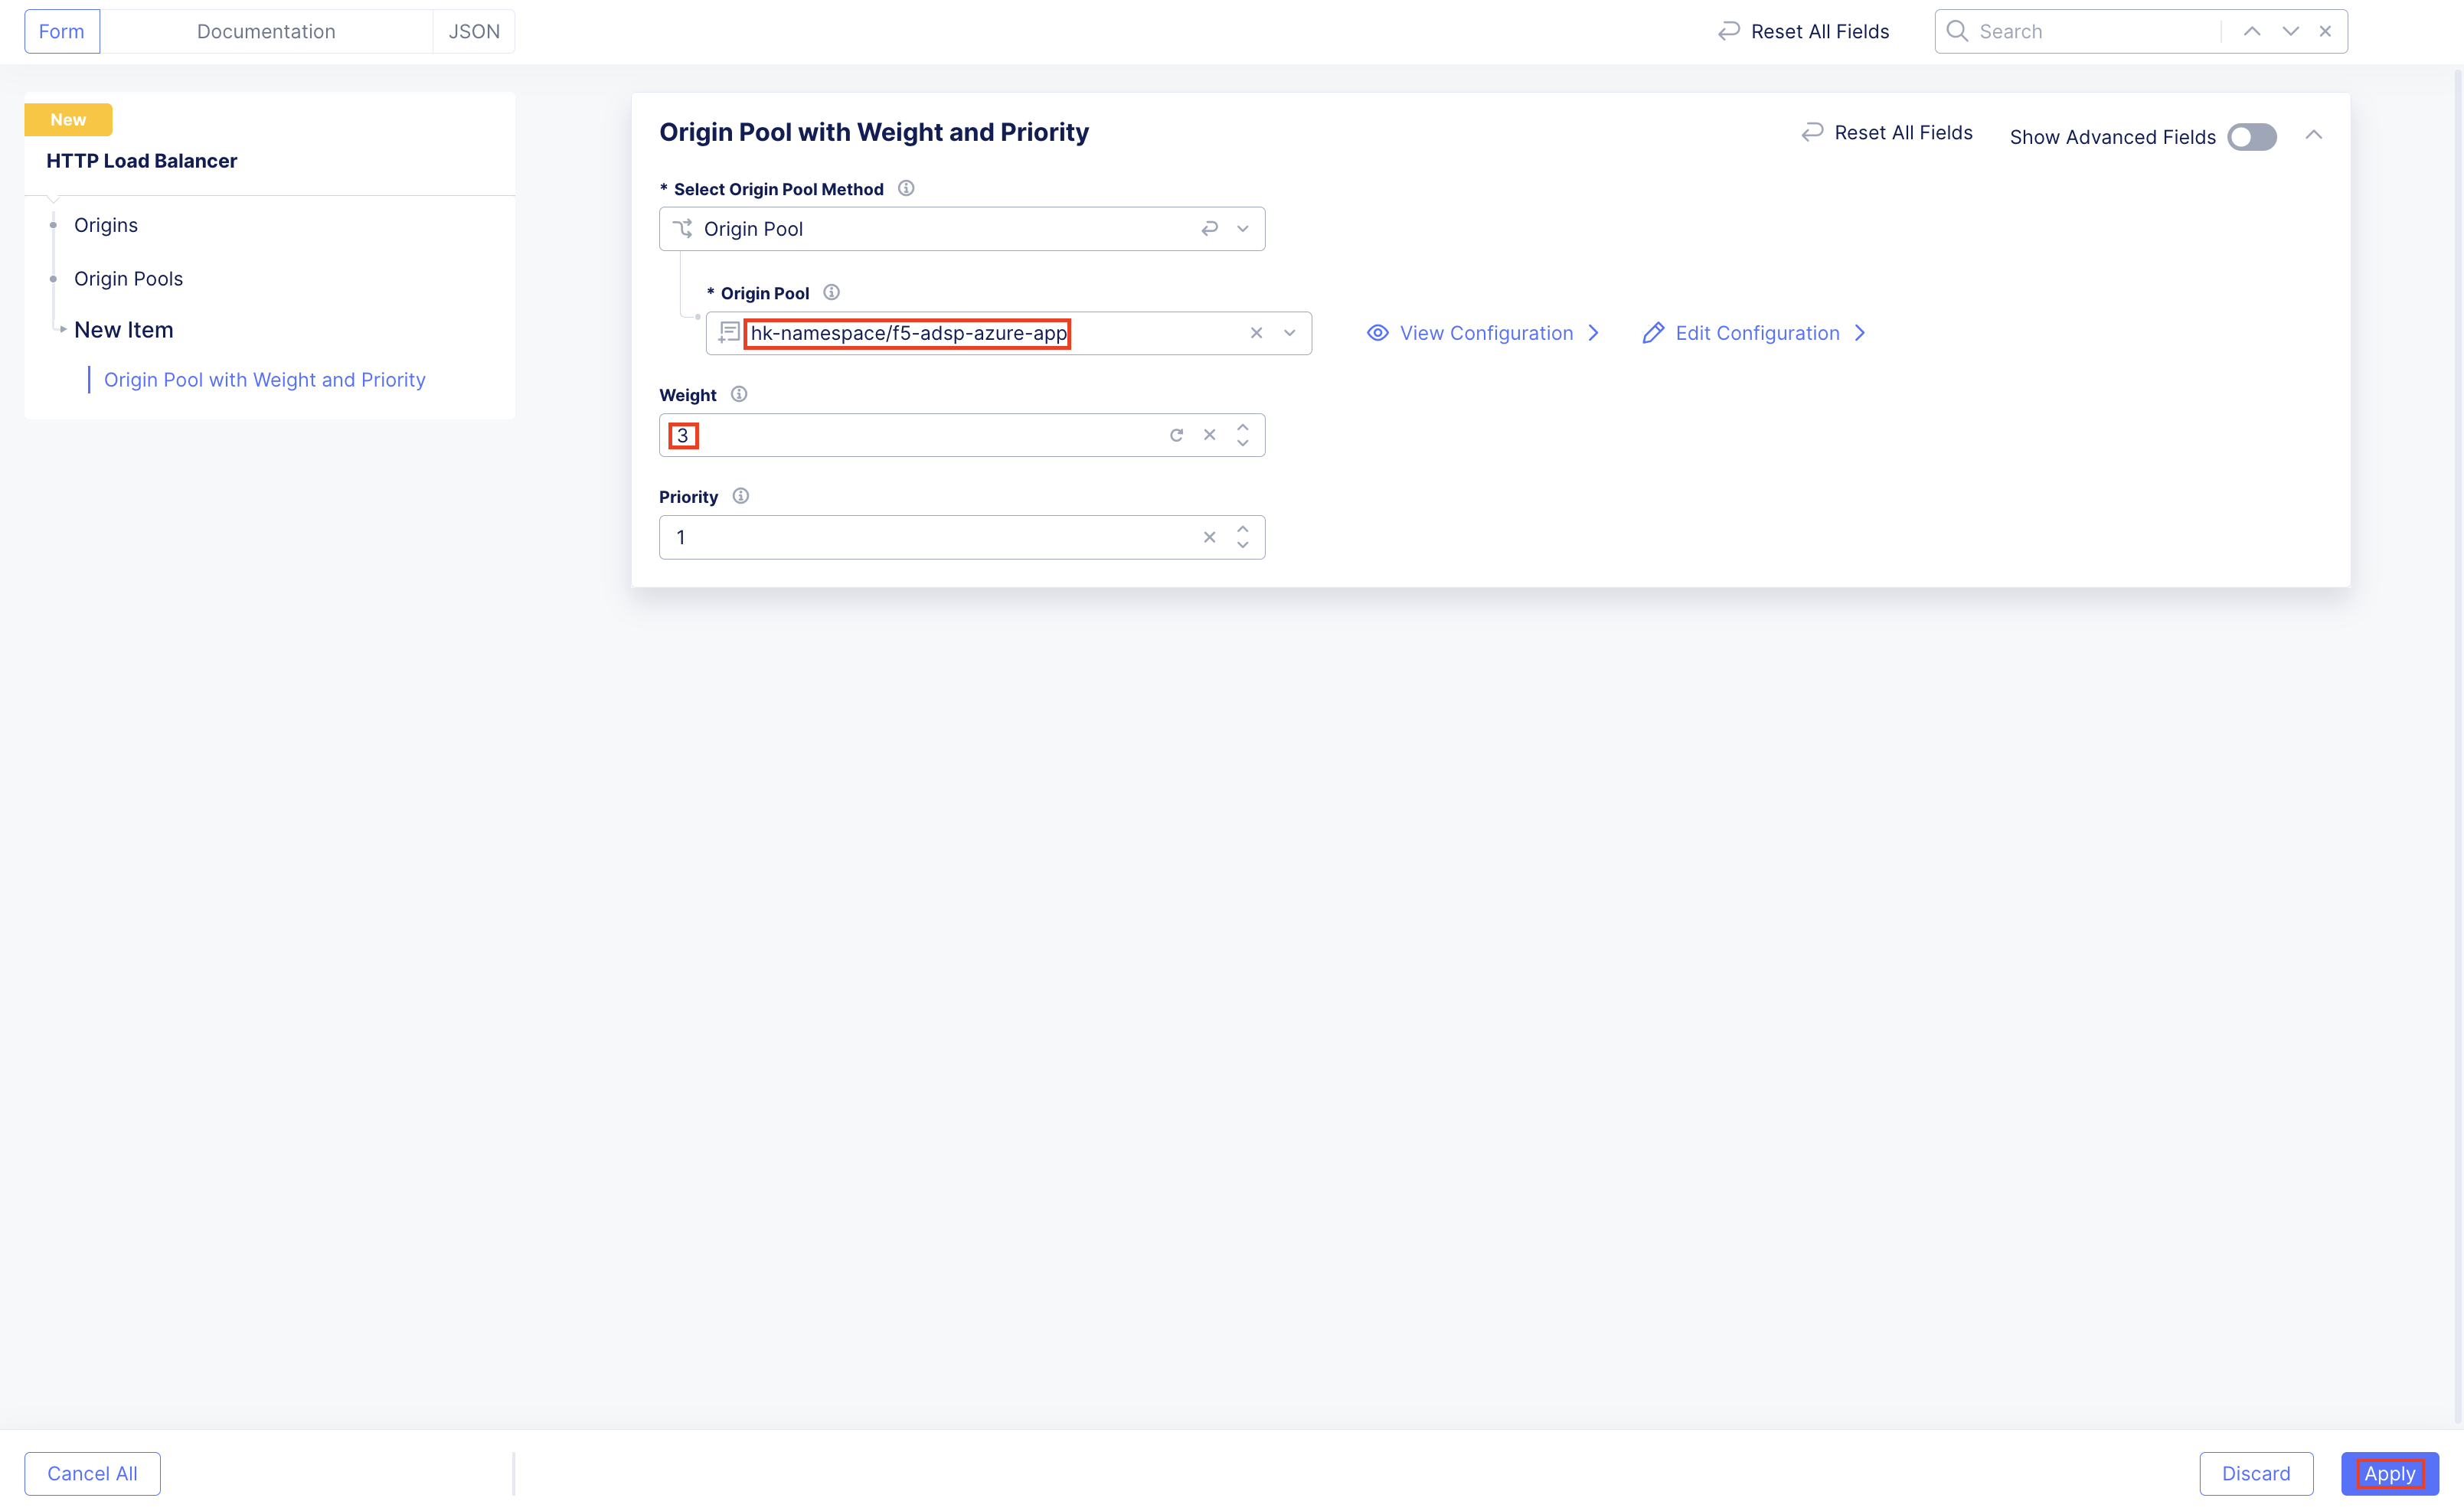 Form
Documentation
JSON
Reset All Fields
Search
New
HTTP Load Balancer
Origins
Origin Pools
New Item
Origin Pool with Weight and Priority
Origin Pool with Weight and Priority
Reset All Fields
Show Advanced Fields
* Select Origin Pool Method
Origin Pool
* Origin Pool
hk-namespace/f5-adsp-azure-app
View Configuration
Edit Configuration
Weight
3
Priority
1
Cancel All
Discard
Apply